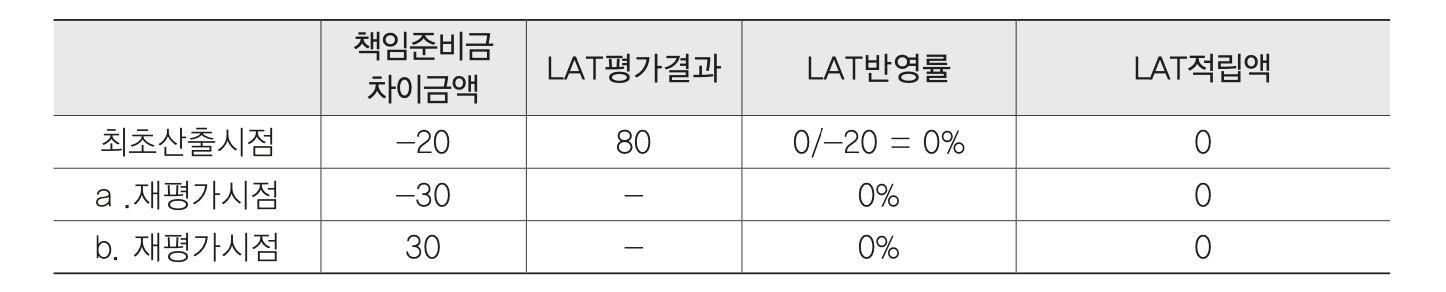 책임준비금
차이금액
LAT평가결과
LAT반영률
LAT적립액
최초산출시점 −20 80 0/−20 = 0% 0
a .재평가시점 −30 − 0% 0
b. 재평가시점 30 − 0% 0